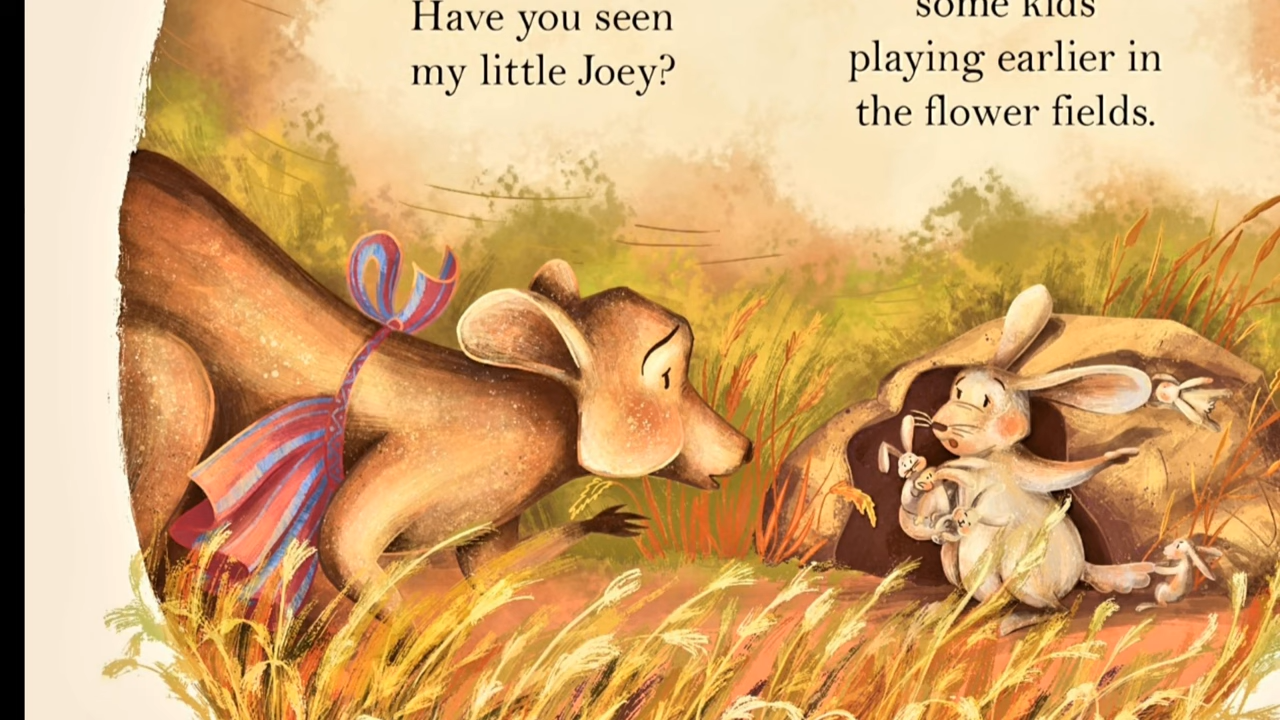 Have you seen
my little Joey?
some kids
playing earlier in
the flower fields.